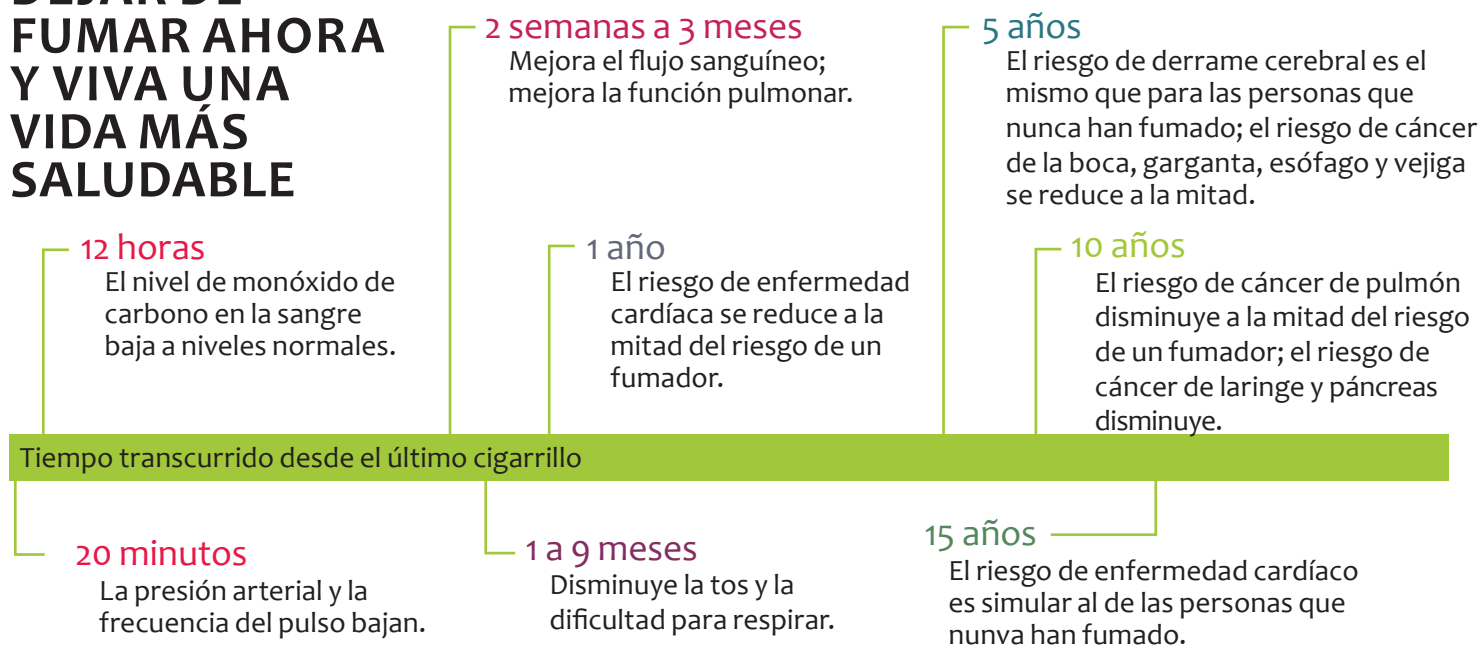 DEJAR DE
FUMAR AHORA
Y VIVA UNA
VIDA MÁS
SALUDABLE
2 semanas a 3 meses
Mejora el flujo sanguíneo;
mejora la función pulmonar.
5 años
El riesgo de derrame cerebral es el
mismo que para las personas que
nunca han fumado; el riesgo de cáncer
de la boca, garganta, esófago y vejiga
se reduce a la mitad.
12 horas
El nivel de monóxido de
carbono en la sangre
baja a niveles normales.
1 año
El riesgo de enfermedad
cardíaca se reduce a la
mitad del riesgo de un
fumador.
10 años
El riesgo de cáncer de pulmón
disminuye a la mitad del riesgo
de un fumador; el riesgo de
cáncer de laringe y páncreas
disminuye.
Tiempo transcurrido desde el último cigarrillo
20 minutos
La presión arterial y la
frecuencia del pulso bajan.
1 a 9 meses
Disminuye la tos y la
dificultad para respirar.
15 años
El riesgo de enfermedad cardíaco
es simular al de las personas que
nunva han fumado.